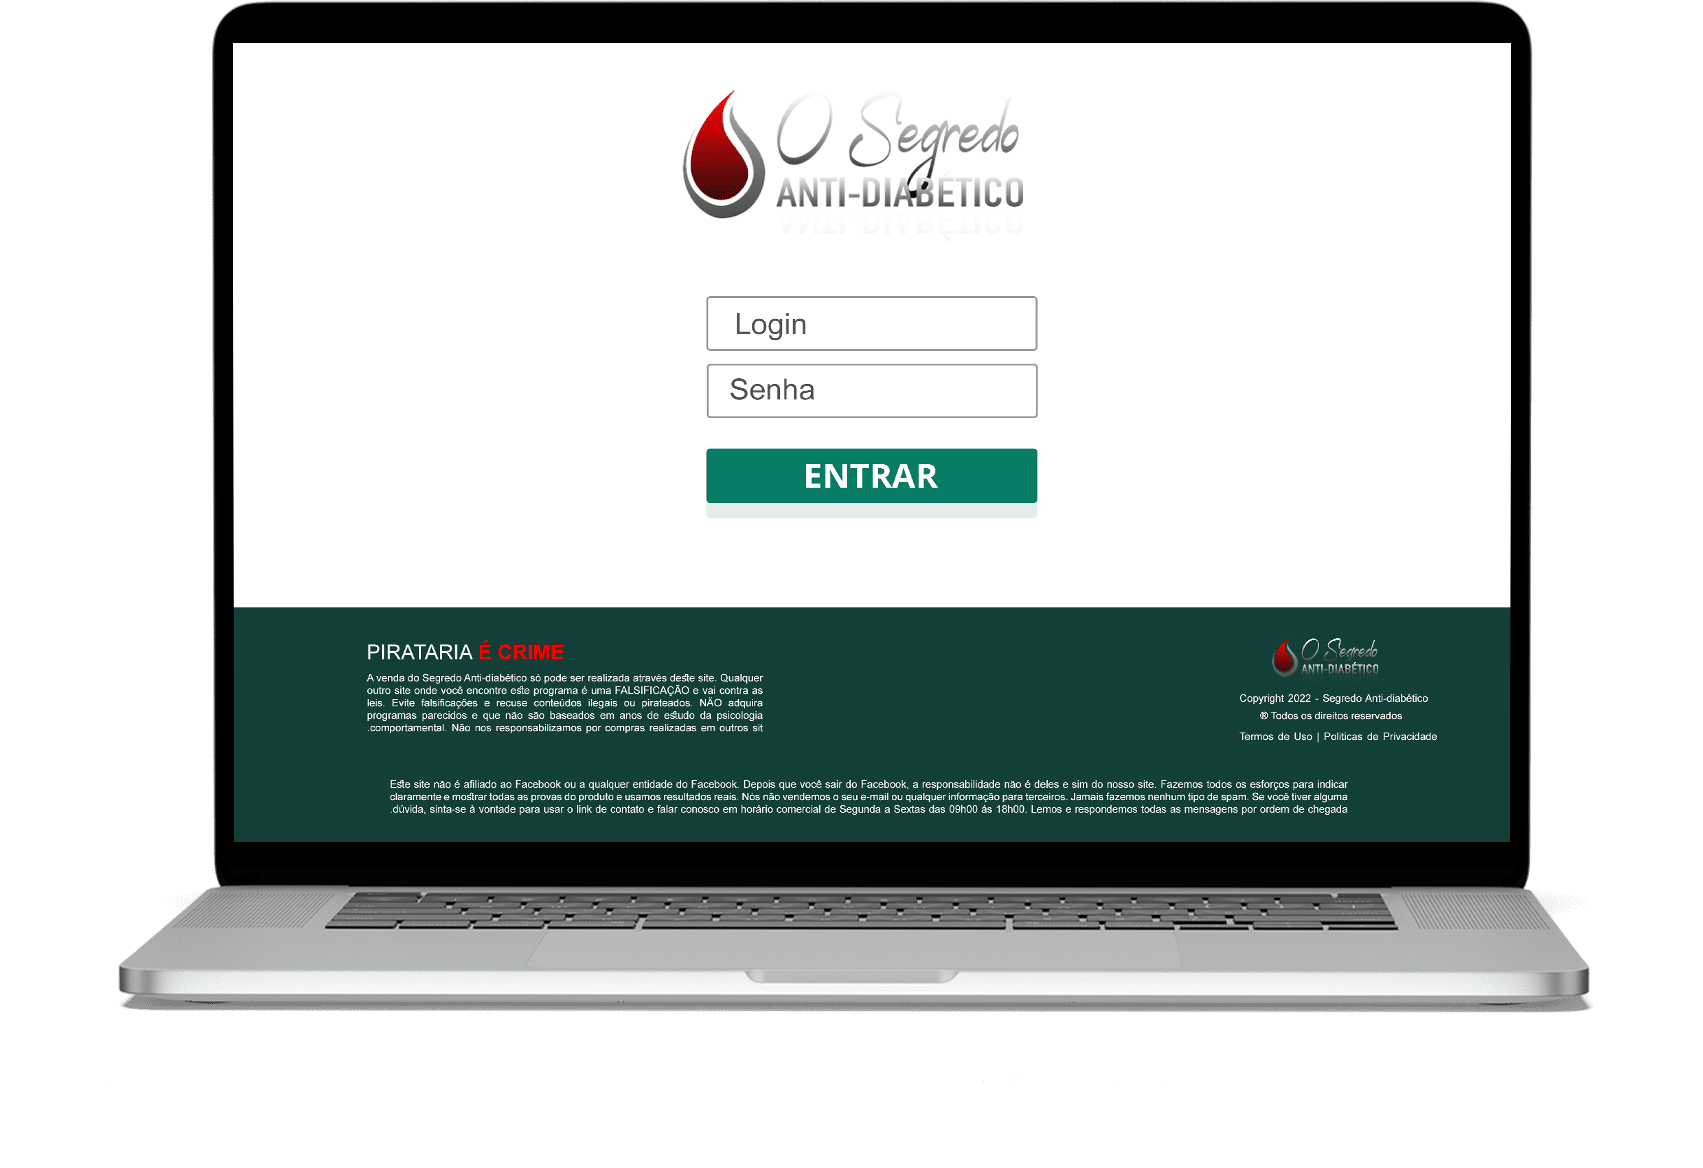 O Segredo
ANTI-DIABÉTICO
Login
Senha
ENTRAR
PIRATARIA É CRIME
A venda do Segredo Anti-diabético só pode ser realizada através deste site. Qualquer
outro site onde você encontre este programa é uma FALSIFICAÇÃO e vai contra as
leis. Evite falsificações e recuse conteúdos ilegais ou pirateados. NÃO adquira
programas parecidos e que não são baseados em anos de estudo da psicologia
.comportamental. Não nos responsabilizamos por compras realizadas em outros sit
O Segredo
ANTI-DIABÉTICO
Copyright 2022 - Segredo Anti-diabético
® Todos os direitos reservados
Termos de Uso | Politicas de Privacidade
Este site não é afiliado ao Facebook ou a qualquer entidade do Facebook. Depois que você sair do Facebook, a responsabilidade não é deles e sim do nosso site. Fazemos todos os esforços para indicar
claramente e mostrar todas as provas do produto e usamos resultados reais. Nós não vendemos o seu e-mail ou qualquer informação para terceiros. Jamais fazemos nenhum tipo de spam. Se você tiver alguma
.dúvida, sinta-se à vontade para usar o link de contato e falar conosco em horário comercial de Segunda a Sextas das 09h00 ás 18h00. Lemos e respondemos todas as mensagens por ordem de chegada